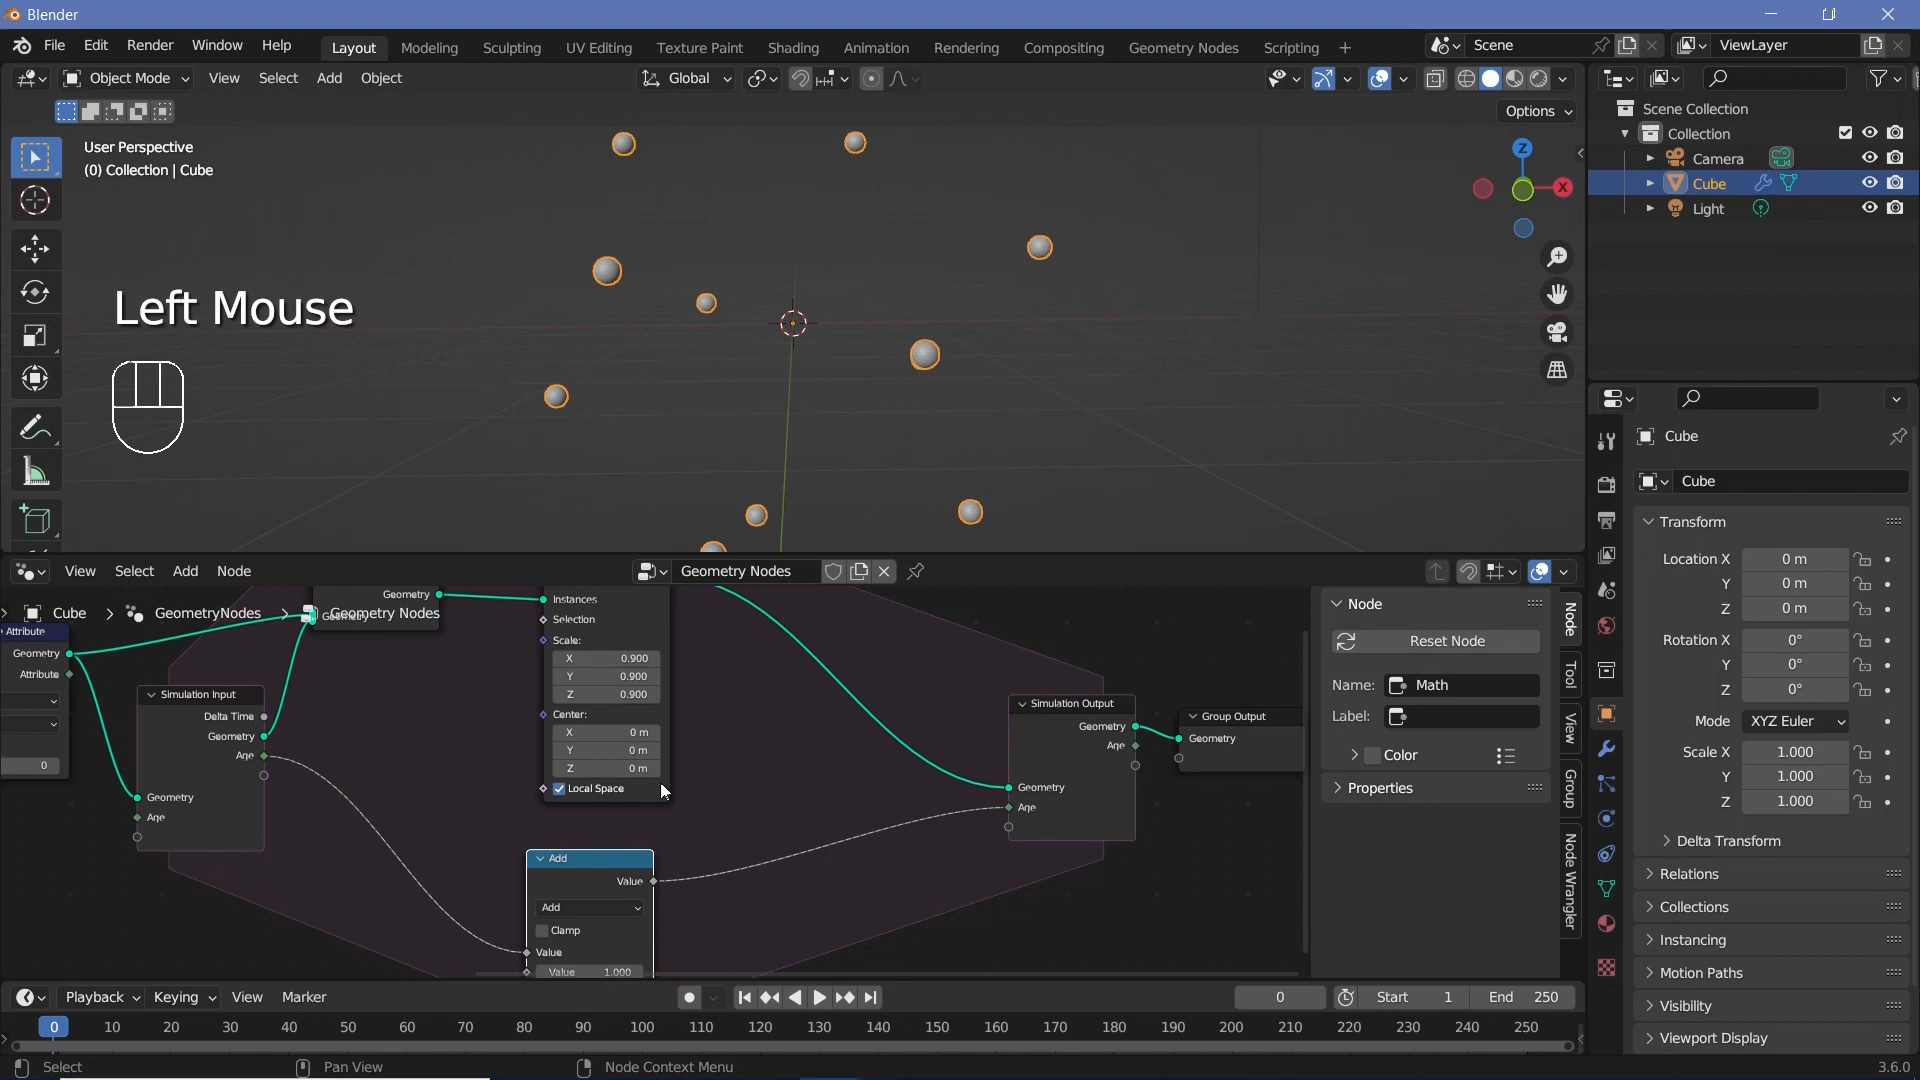 Blender
File Edit Render Window Help Layout Modeling Sculpting UV Editing Texture Paint Shading Animation Rendering Compositing Geometry Nodes Scripting + Scene ViewLayer
Object Mode View Select Add Object Global
Options
User Perspective
(0) Collection | Cube
Z
X
Left Mouse
Scene Collection
Collection
Camera
Cube
Light
Cube
Cube
Transform
Location X 0 m
Y 0 m
Z 0 m
Rotation X 0°
Y 0°
Z 0°
Mode XYZ Euler
Scale X 1.000
Y 1.000
Z 1.000
Delta Transform
Relations
Collections
Instancing
Motion Paths
Visibility
Viewport Display
View Select Add Node Geometry Nodes
Cube GeometryNodes Geometry Nodes
Attribute
Geometry
Attribute
0
Simulation Input
Delta Time
Geometry
Age
Geometry
Age
Geometry
Geometry
Instances
Selection
Scale:
X 0.900
Y 0.900
Z 0.900
Center:
X 0 m
Y 0 m
Z 0 m
Local Space
Add
Value
Add
Clamp
Value
Value 1.000
Simulation Output
Geometry
Age
Geometry
Age
Group Output
Geometry
Node
Reset Node
Name: Math
Label:
Color
Properties
Node
Tool
View
Group
Node Wrangler
Playback Keying View Marker 0 Start 1 End 250
0 10 20 30 40 50 60 70 80 90 100 110 120 130 140 150 160 170 180 190 200 210 220 230 240 250
Select Pan View Node Context Menu 3.6.0